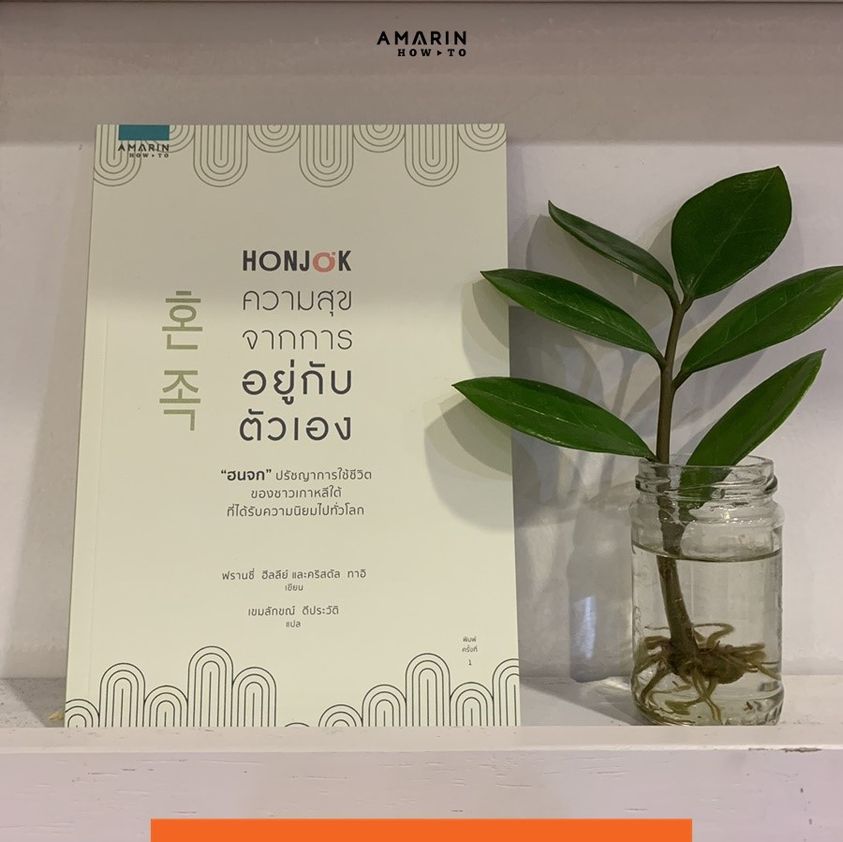 AMARIN
HOW TO
AMARIN
HOW TO
HONJOK
혼족
ความสุข
จากการ
อยู่กับ
ตัวเอง
“ฮนจก” ปรัชญาการใช้ชีวิต
ของชาวเกาหลีใต้
ที่ได้รับความนิยมไปทั่วโลก
ฟรานซี่ ฮีลลีย์ และคริสตัล ทาอิ
เขียน
เขมลักขณ์ ดีประวัติ
แปล
พิมพ์
ครั้งที่
1